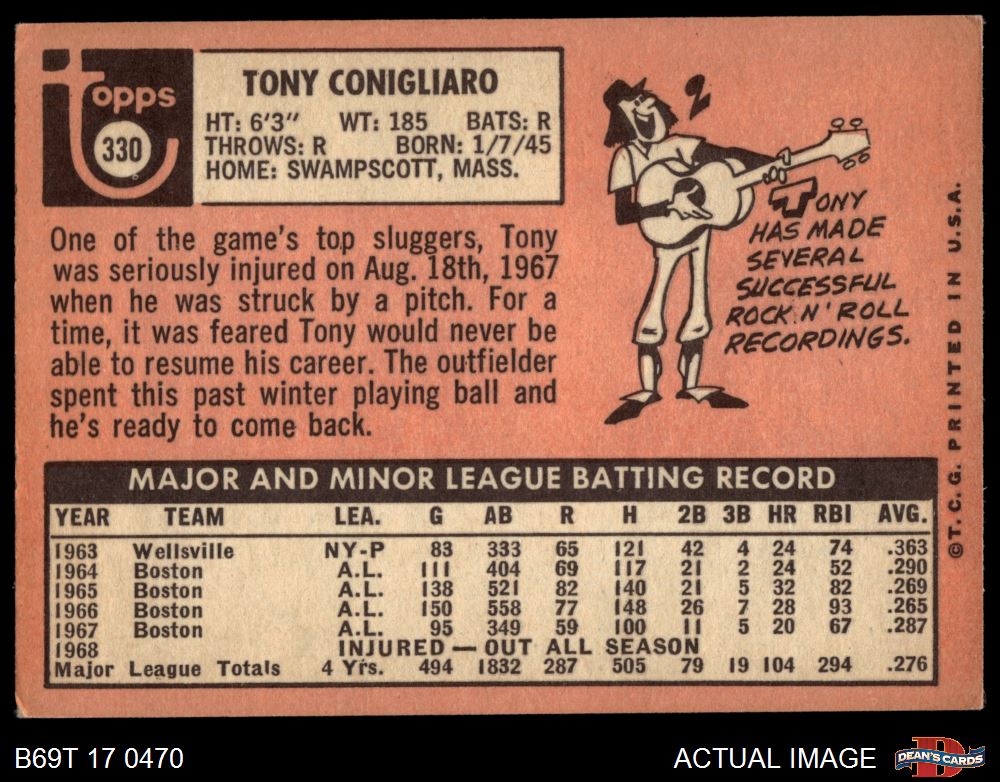 Topps
330
TONY CONIGLIARO
HT: 6'3" WT: 185 BATS: R
THROWS: R BORN: 1/7/45
HOME: SWAMPSCOTT, MASS.
One of the game's top sluggers, Tony
was seriously injured on Aug. 18th, 1967
when he was struck by a pitch. For a
time, it was feared Tony would never be
able to resume his career. The outfielder
spent this past winter playing ball and
he's ready to come back.
TONY
HAS MADE
SEVERAL
SUCCESSFUL
ROCK N' ROLL
RECORDINGS.
©T.C.G. PRINTED IN U.S.A.
MAJOR AND MINOR LEAGUE BATTING RECORD
YEAR TEAM LEA. G AB R H 2B 3B HR RBI AVG.
1963 Wellsville NY-P 83 333 65 121 42 4 24 74 .363
1964 Boston A.L. 111 404 69 117 21 2 24 52 .290
1965 Boston A.L. 138 521 82 140 21 5 32 82 .269
1966 Boston A.L. 150 558 77 148 26 7 28 93 .265
1967 Boston A.L. 95 349 59 100 11 5 20 67 .287
1968 INJURED — OUT ALL SEASON
Major League Totals 4 Yrs. 494 1832 287 505 79 19 104 294 .276
B69T 17 0470
ACTUAL IMAGE
D
DEAN'S CARDS